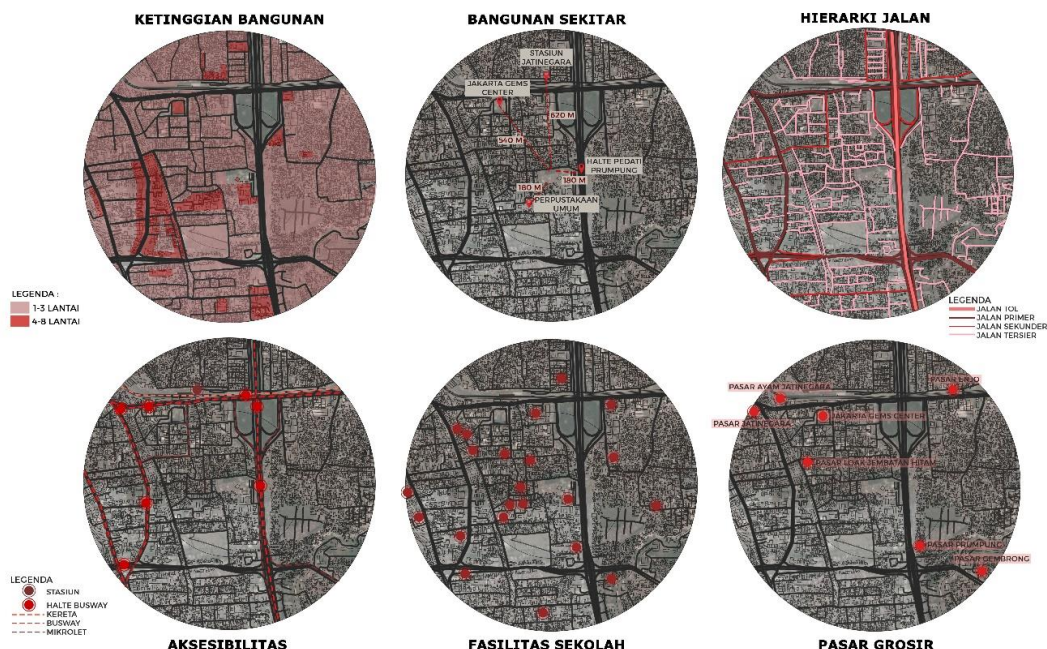 KETINGGIAN BANGUNAN
BANGUNAN SEKITAR
HIERARKI JALAN
STASIUN
JATINEGARA
JAKARTA GEMS
CENTER
620 M
540 M
HALTE PEDATI
PRUMPUNG
180 M
180 M
PERPUSTAKAAN
UMUM
LEGENDA :
1-3 LANTAI
4-8 LANTAI
LEGENDA
JALAN TOL
JALAN PRIMER
JALAN SEKUNDER
JALAN TERSIER
PASAR AYAM JATINEGARA
PASAR JATINEGARA
JAKARTA GEMS CENTER
PASAR LOAK JEMBATAN HITAM
PASAR PRUMPUNG
PASAR GEMBRONG
LEGENDA
STASIUN
HALTE BUSWAY
KERETA
BUSWAY
MIKROLET
AKSESIBILITAS
FASILITAS SEKOLAH
PASAR GROSIR